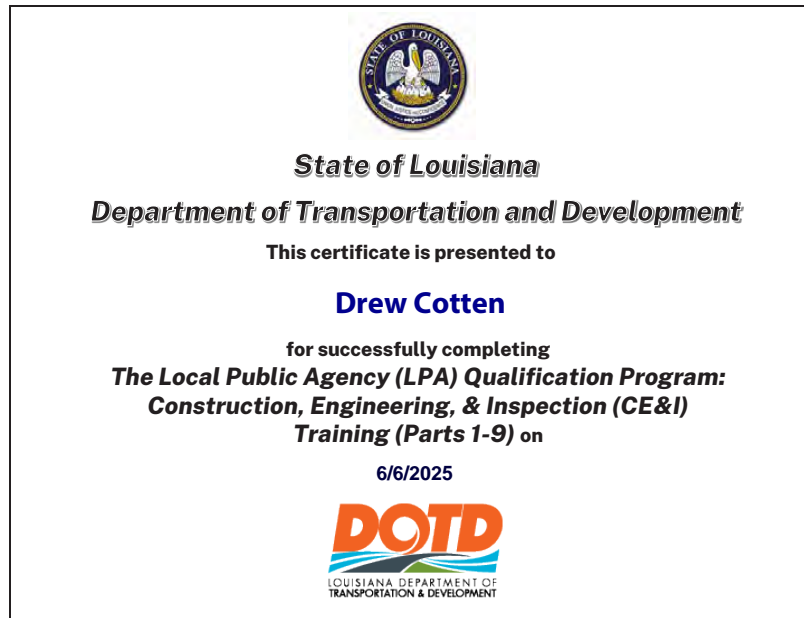 STATE OF LOUISIANA
State of Louisiana
Department of Transportation and Development
This certificate is presented to
Drew Cotten
for successfully completing
The Local Public Agency (LPA) Qualification Program:
Construction, Engineering, & Inspection (CE&I)
Training (Parts 1-9) on
6/6/2025
DOTD
LOUISIANA DEPARTMENT OF
TRANSPORTATION & DEVELOPMENT